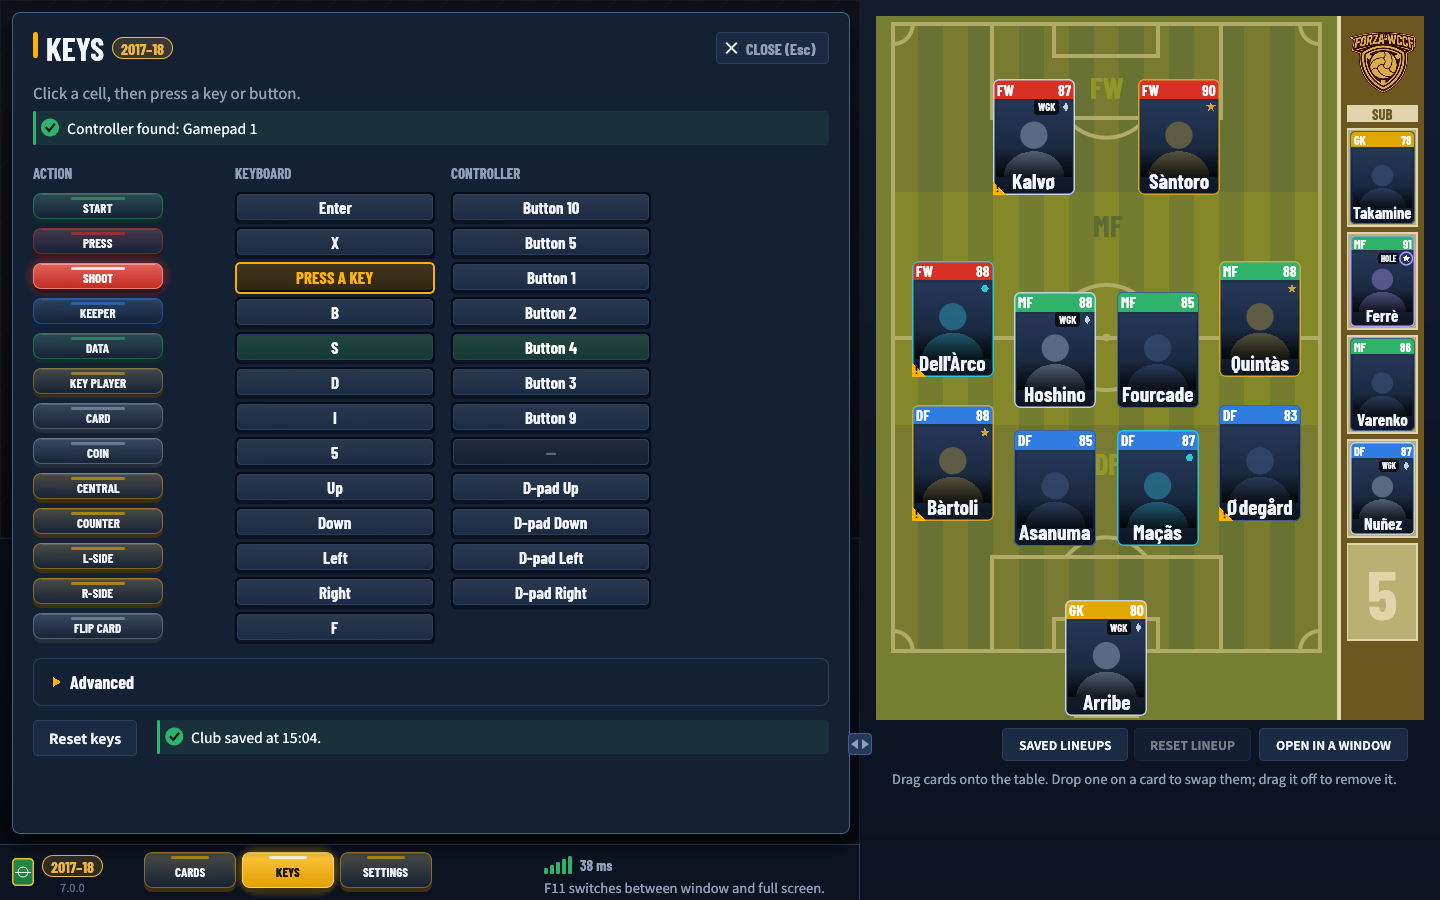 KEYS 2017-18
CLOSE (Esc)
Click a cell, then press a key or button.
Controller found: Gamepad 1
ACTION KEYBOARD CONTROLLER
START Enter Button 10
PRESS X Button 5
SHOOT PRESS A KEY Button 1
KEEPER B Button 2
DATA S Button 4
KEY PLAYER D Button 3
CARD I Button 9
COIN 5 —
CENTRAL Up D-pad Up
COUNTER Down D-pad Down
L-SIDE Left D-pad Left
R-SIDE Right D-pad Right
FLIP CARD F
Advanced
Reset keys
Club saved at 15:04.
2017-18
7.0.0
CARDS
KEYS
SETTINGS
38 ms
F11 switches between window and full screen.
FW
FW 87
WGK
Kalvø
FW 90
Sàntoro
MF
FW 88
Dell'Àrco
MF 88
WGK
Hoshino
MF 85
Fourcade
MF 88
Quintàs
DF
DF 88
Bàrtoli
DF 85
Asanuma
DF 87
Maçãs
DF 83
Ødegård
GK 80
WGK
Arribe
FORZA-WCCF
SUB
GK 78
Takamine
MF 91
HOLE
Ferrè
MF 86
Varenko
DF 87
WGK
Nuñez
5
SAVED LINEUPS
RESET LINEUP
OPEN IN A WINDOW
Drag cards onto the table. Drop one on a card to swap them; drag it off to remove it.